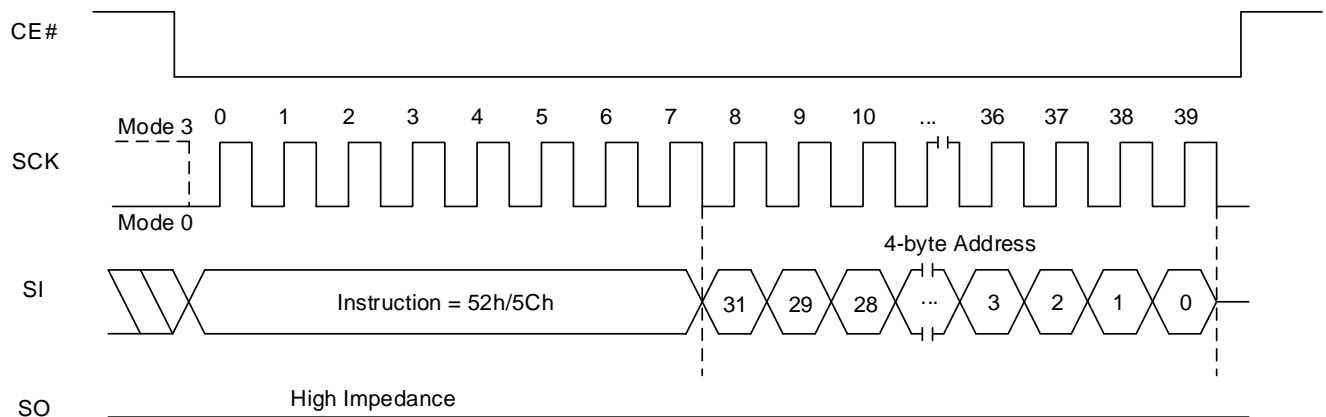 CE#
0 1 2 3 4 5 6 7 8 9 10 ... 36 37 38 39
Mode 3
SCK
Mode 0
4-byte Address
SI
Instruction = 52h/5Ch 31 29 28 ... 3 2 1 0
High Impedance
SO